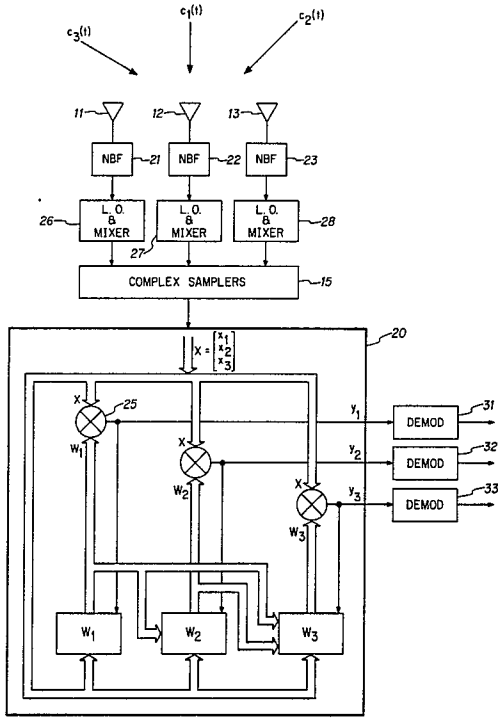 c1(t)
c3(t) c2(t)
11 12 13
NBF 21 NBF 22 NBF 23
26 L. O. & MIXER 27 L. O. & MIXER L. O. & MIXER 28
COMPLEX SAMPLERS 15
20
X = [x1 x2 x3]
X 25
W1
y1 DEMOD 31
X
W2
y2 DEMOD 32
X
W3
y3 DEMOD 33
W1 W2 W3